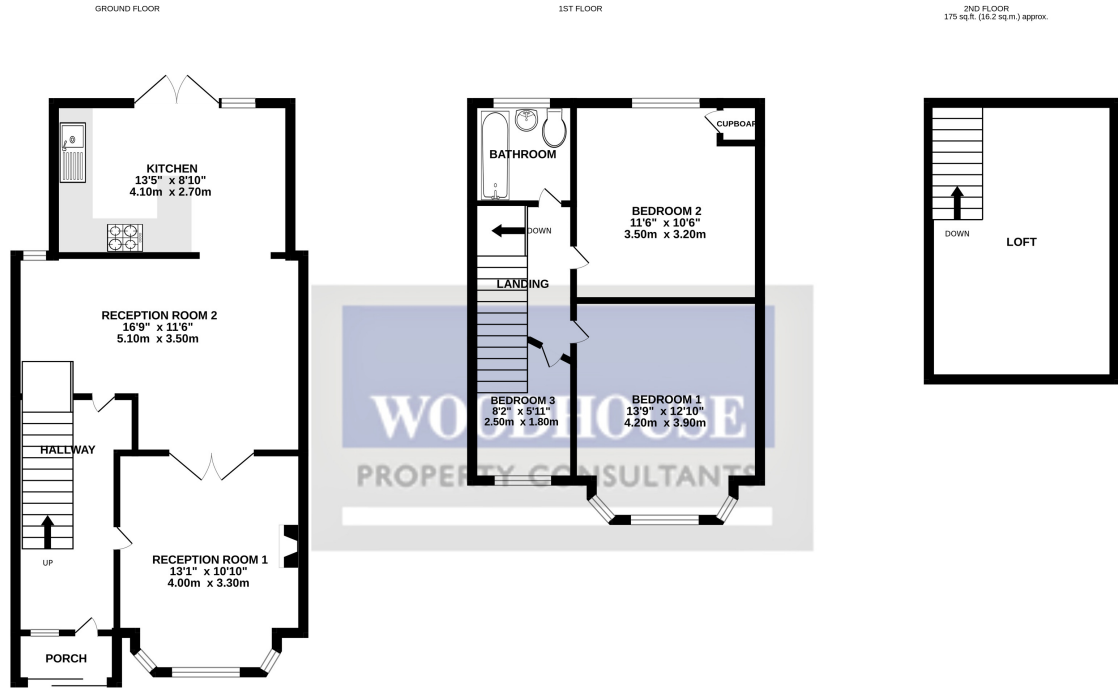 GROUND FLOOR
1ST FLOOR
2ND FLOOR
175 sq.ft. (16.2 sq.m.) approx.
KITCHEN
13'5" x 8'10"
4.10m x 2.70m
RECEPTION ROOM 2
16'9" x 11'6"
5.10m x 3.50m
HALLWAY
UP
RECEPTION ROOM 1
13'1" x 10'10"
4.00m x 3.30m
PORCH
BATHROOM
CUPBOAR
BEDROOM 2
11'6" x 10'6"
3.50m x 3.20m
DOWN
LANDING
BEDROOM 3
8'2" x 5'11"
2.50m x 1.80m
BEDROOM 1
13'9" x 12'10"
4.20m x 3.90m
DOWN
LOFT
WOODHOUSE
PROPERTY CONSULTANTS